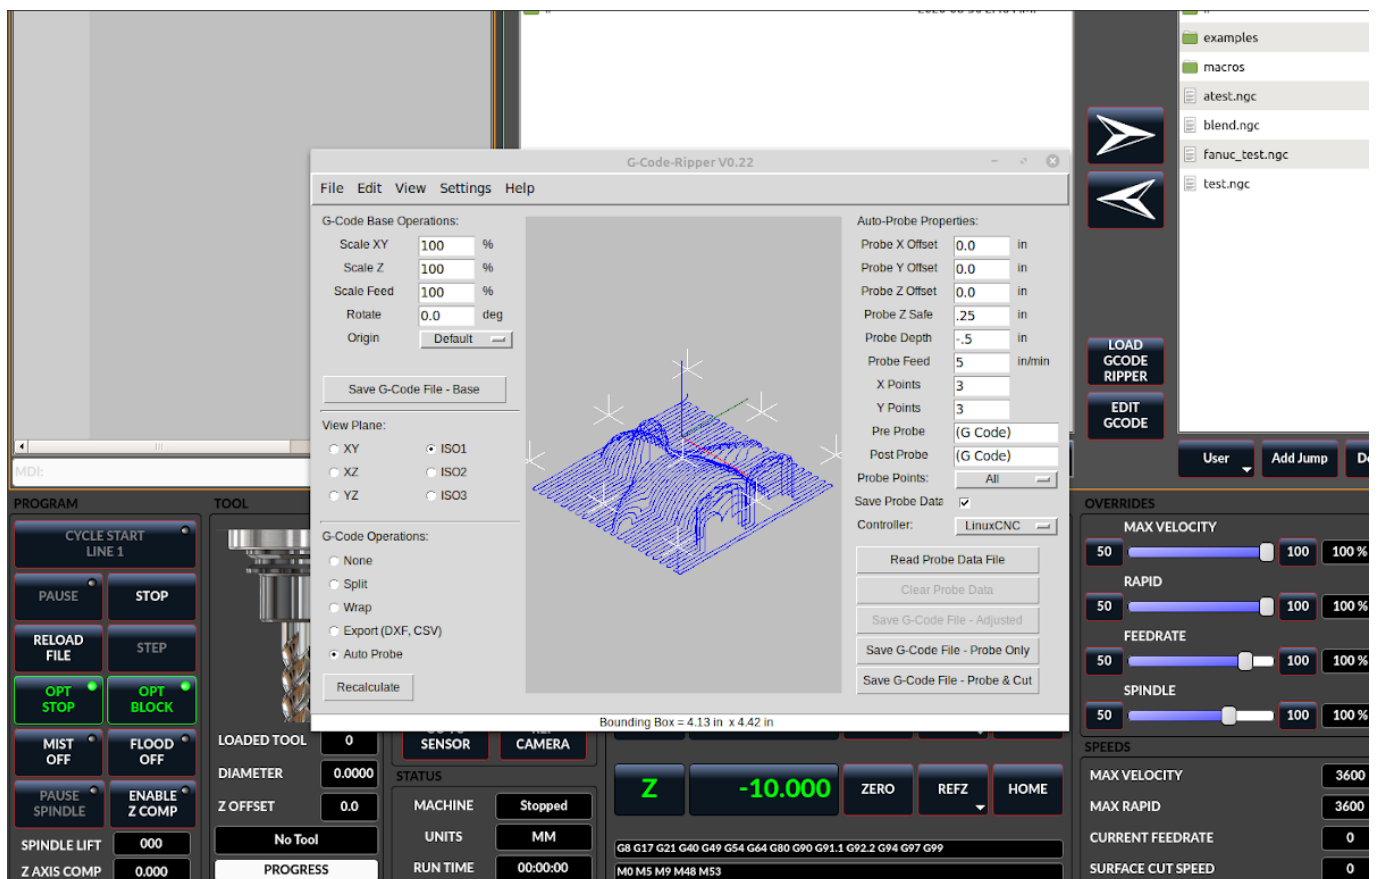 examples
macros
atest.ngc
blend.ngc
fanuc_test.ngc
test.ngc
G-Code-Ripper V0.22
File Edit View Settings Help
G-Code Base Operations:
Scale XY 100 %
Scale Z 100 %
Scale Feed 100 %
Rotate 0.0 deg
Origin Default
Save G-Code File - Base
View Plane:
XY ISO1
XZ ISO2
YZ ISO3
G-Code Operations:
None
Split
Wrap
Export (DXF, CSV)
Auto Probe
Recalculate
Auto-Probe Properties:
Probe X Offset 0.0 in
Probe Y Offset 0.0 in
Probe Z Offset 0.0 in
Probe Z Safe .25 in
Probe Depth -.5 in
Probe Feed 5 in/min
X Points 3
Y Points 3
Pre Probe (G Code)
Post Probe (G Code)
Probe Points: All
Save Probe Data
Controller: LinuxCNC
Read Probe Data File
Clear Probe Data
Save G-Code File - Adjusted
Save G-Code File - Probe Only
Save G-Code File - Probe & Cut
Bounding Box = 4.13 in x 4.42 in
LOAD
GCODE
RIPPER
EDIT
GCODE
User Add Jump
MDI:
PROGRAM
CYCLE START
LINE 1
PAUSE STOP
RELOAD
FILE
STEP
OPT
STOP
OPT
BLOCK
MIST
OFF
FLOOD
OFF
PAUSE
SPINDLE
ENABLE
Z COMP
SPINDLE LIFT 000
Z AXIS COMP 0.000
TOOL
LOADED TOOL 0
DIAMETER 0.0000
Z OFFSET 0.0
No Tool
PROGRESS
SENSOR
CAMERA
STATUS
MACHINE Stopped
UNITS MM
RUN TIME 00:00:00
Z -10.000 ZERO REFZ HOME
G8 G17 G21 G40 G49 G54 G64 G80 G90 G91.1 G92.2 G94 G97 G99
M0 M5 M9 M48 M53
OVERRIDES
MAX VELOCITY
50 100 100 %
RAPID
50 100 100 %
FEEDRATE
50 100 100 %
SPINDLE
50 100 100 %
SPEEDS
MAX VELOCITY 3600
MAX RAPID 3600
CURRENT FEEDRATE 0
SURFACE CUT SPEED 0